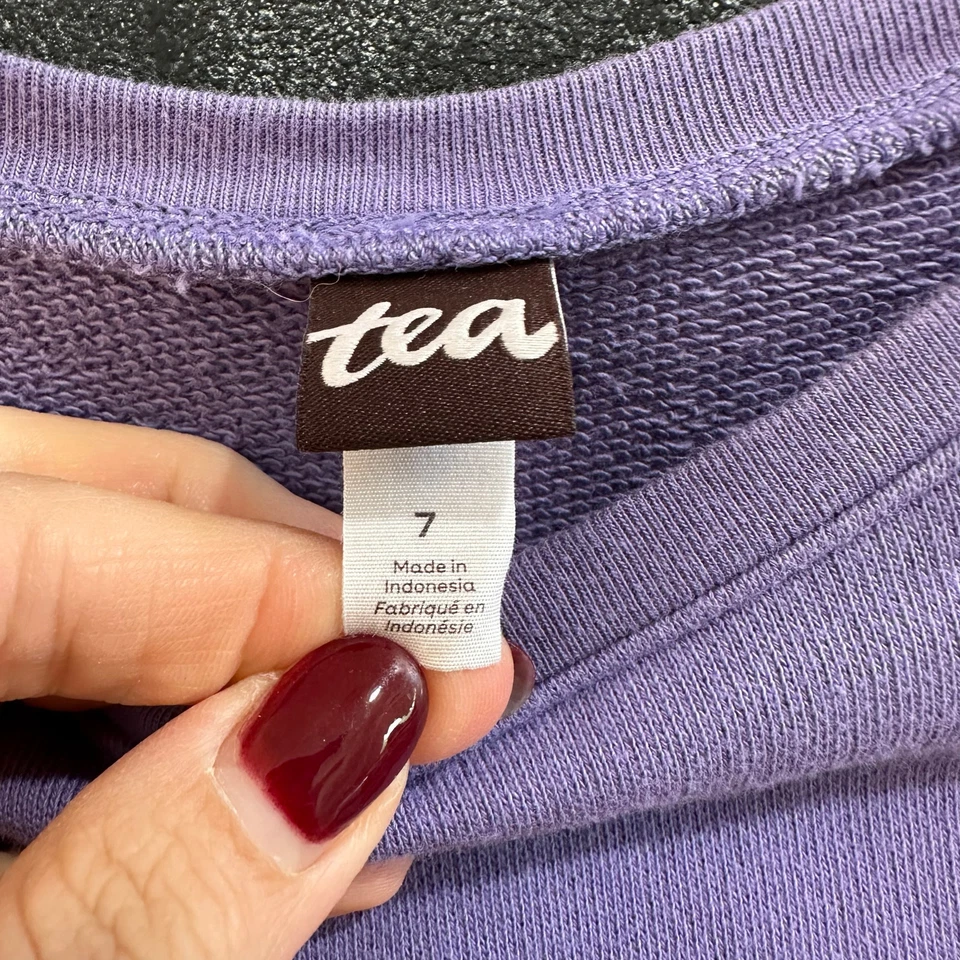 tea
7
Made in
Indonesia
Fabriqué en
Indonésie